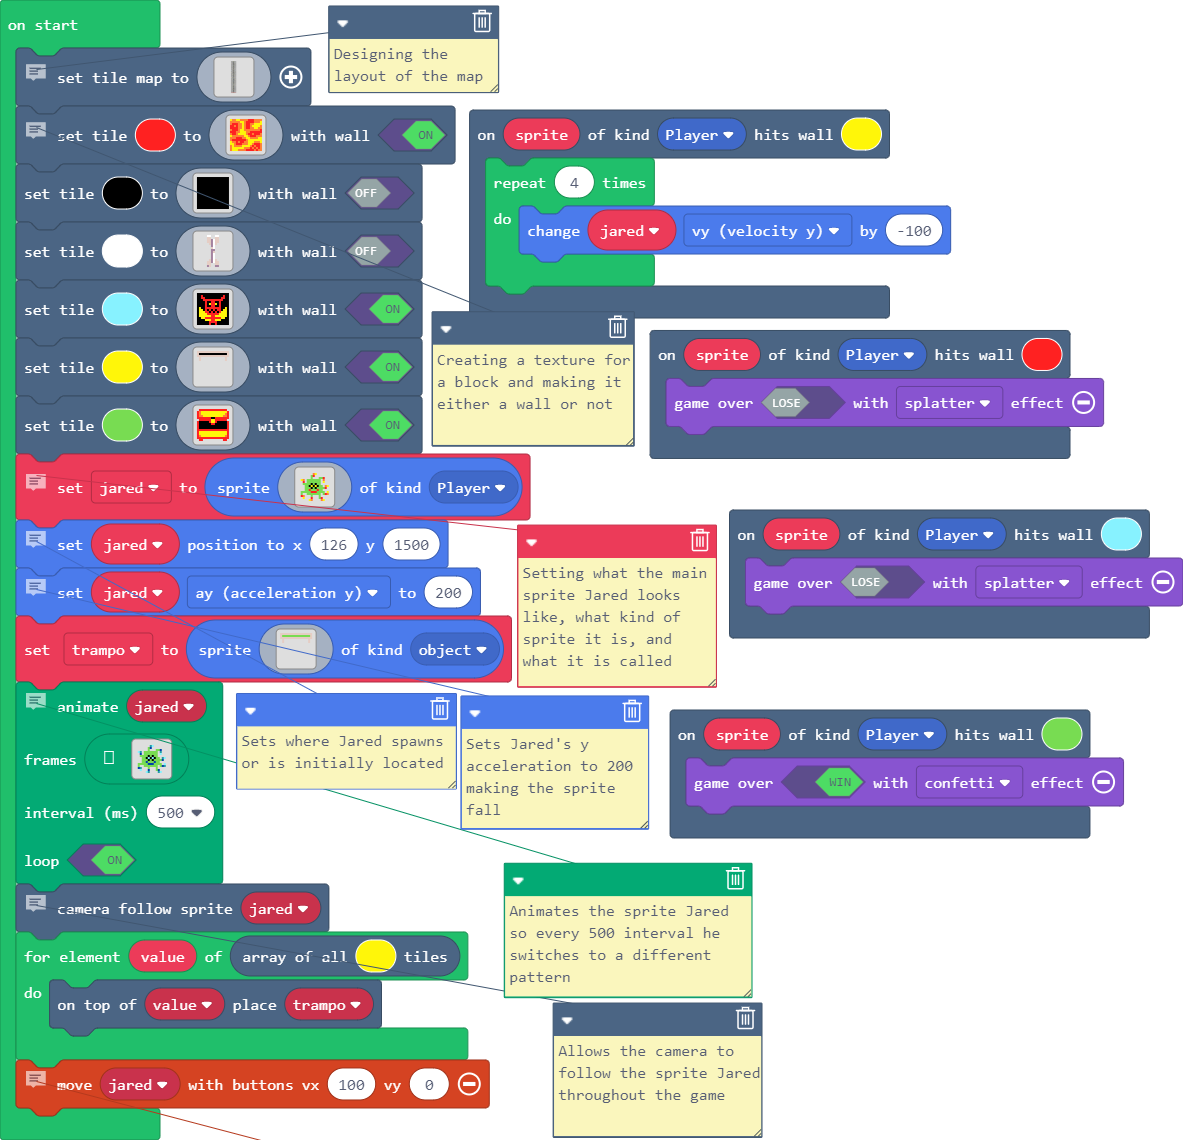 on start
set tile map to
set tile to with wall ON
set tile to with wall OFF
set tile to with wall OFF
set tile to with wall ON
set tile to with wall ON
set tile to with wall ON
set jared to sprite of kind Player
set jared position to x 126 y 1500
set jared ay (acceleration y) to 200
set trampo to sprite of kind object
animate jared
frames
interval (ms) 500
loop ON
camera follow sprite jared
for element value of array of all tiles
do
on top of value place trampo
move jared with buttons vx 100 vy 0
Designing the
layout of the map
on sprite of kind Player hits wall
repeat 4 times
do
change jared vy (velocity y) by -100
Creating a texture for
a block and making it
either a wall or not
on sprite of kind Player hits wall
game over LOSE with splatter effect
on sprite of kind Player hits wall
game over LOSE with splatter effect
Setting what the main
sprite Jared looks
like, what kind of
sprite it is, and
what it is called
Sets where Jared spawns
or is initially located
Sets Jared's y
acceleration to 200
making the sprite
fall
on sprite of kind Player hits wall
game over WIN with confetti effect
Animates the sprite Jared
so every 500 interval he
switches to a different
pattern
Allows the camera to
follow the sprite Jared
throughout the game